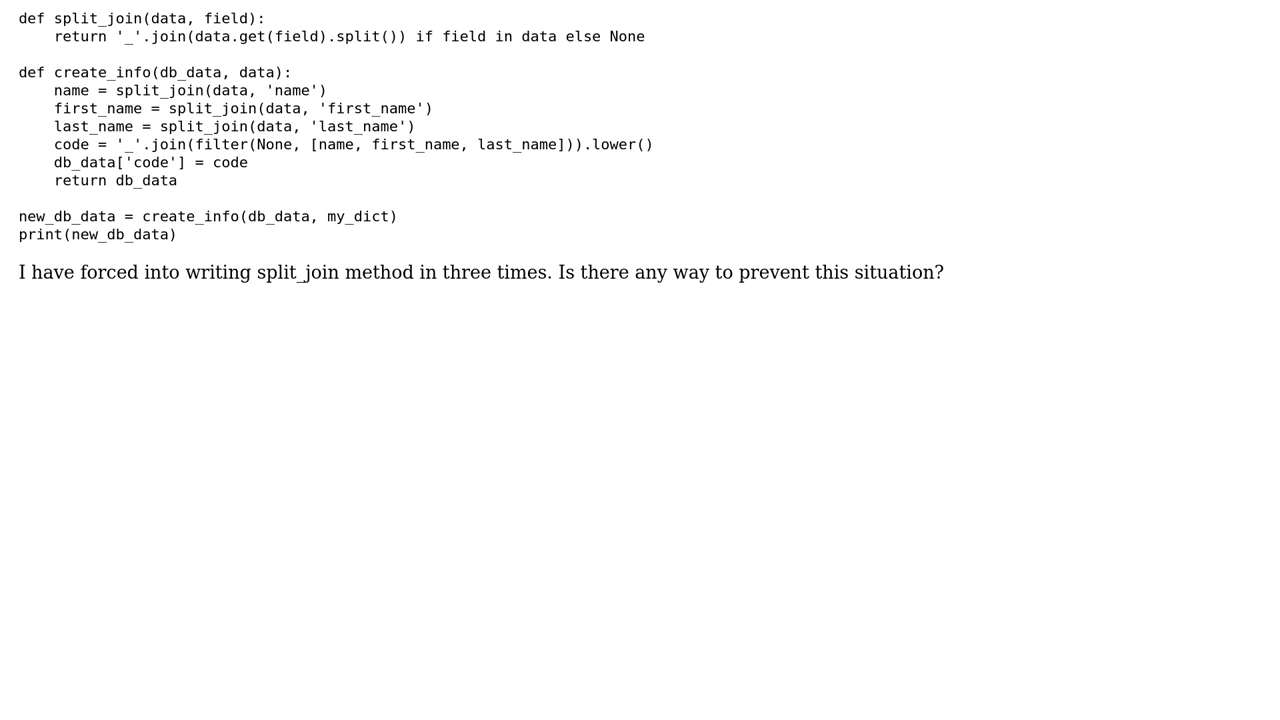 def split_join(data, field):
    return '_'.join(data.get(field).split()) if field in data else None

def create_info(db_data, data):
    name = split_join(data, 'name')
    first_name = split_join(data, 'first_name')
    last_name = split_join(data, 'last_name')
    code = '_'.join(filter(None, [name, first_name, last_name])).lower()
    db_data['code'] = code
    return db_data

new_db_data = create_info(db_data, my_dict)
print(new_db_data)

I have forced into writing split_join method in three times. Is there any way to prevent this situation?